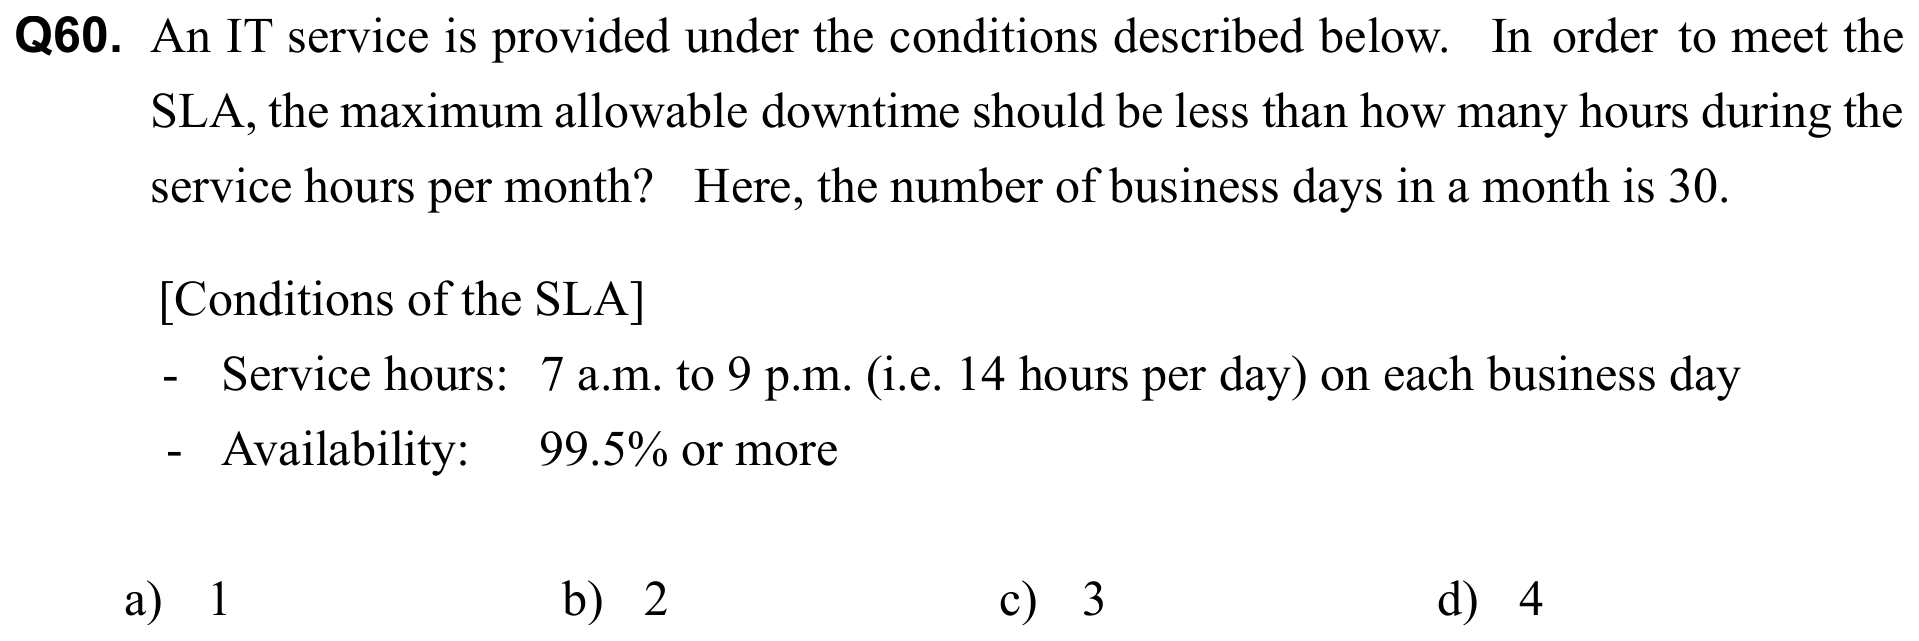 Q60. An IT service is provided under the conditions described below. In order to meet the
SLA, the maximum allowable downtime should be less than how many hours during the
service hours per month? Here, the number of business days in a month is 30.
[Conditions of the SLA]
- Service hours: 7 a.m. to 9 p.m. (i.e. 14 hours per day) on each business day
- Availability: 99.5% or more
a) 1 b) 2 c) 3 d) 4